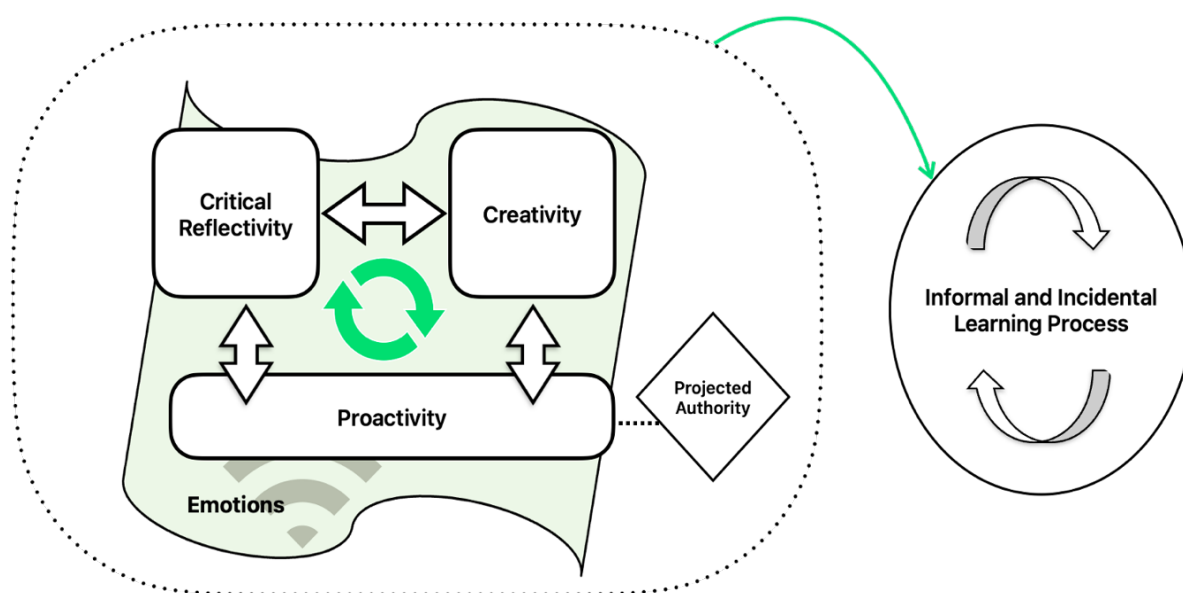 Critical
Reflectivity
Creativity
Informal and Incidental
Learning Process
Projected
Authority
Proactivity
Emotions